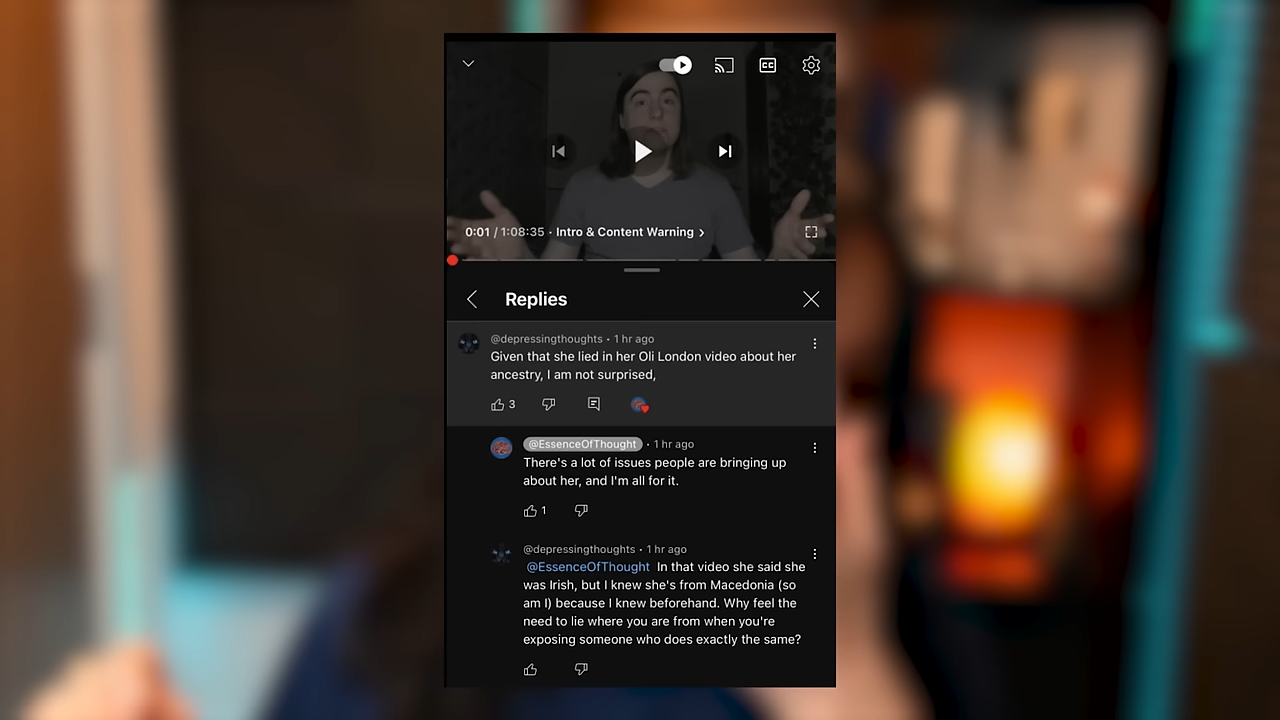 CC
0:01 / 1:08:35 · Intro & Content Warning ›
Replies
@depressingthoughts · 1 hr ago
Given that she lied in her Oli London video about her
ancestry, I am not surprised,
3
@EssenceOfThought · 1 hr ago
There's a lot of issues people are bringing up
about her, and I'm all for it.
1
@depressingthoughts · 1 hr ago
@EssenceOfThought In that video she said she
was Irish, but I knew she's from Macedonia (so
am I) because I knew beforehand. Why feel the
need to lie where you are from when you're
exposing someone who does exactly the same?